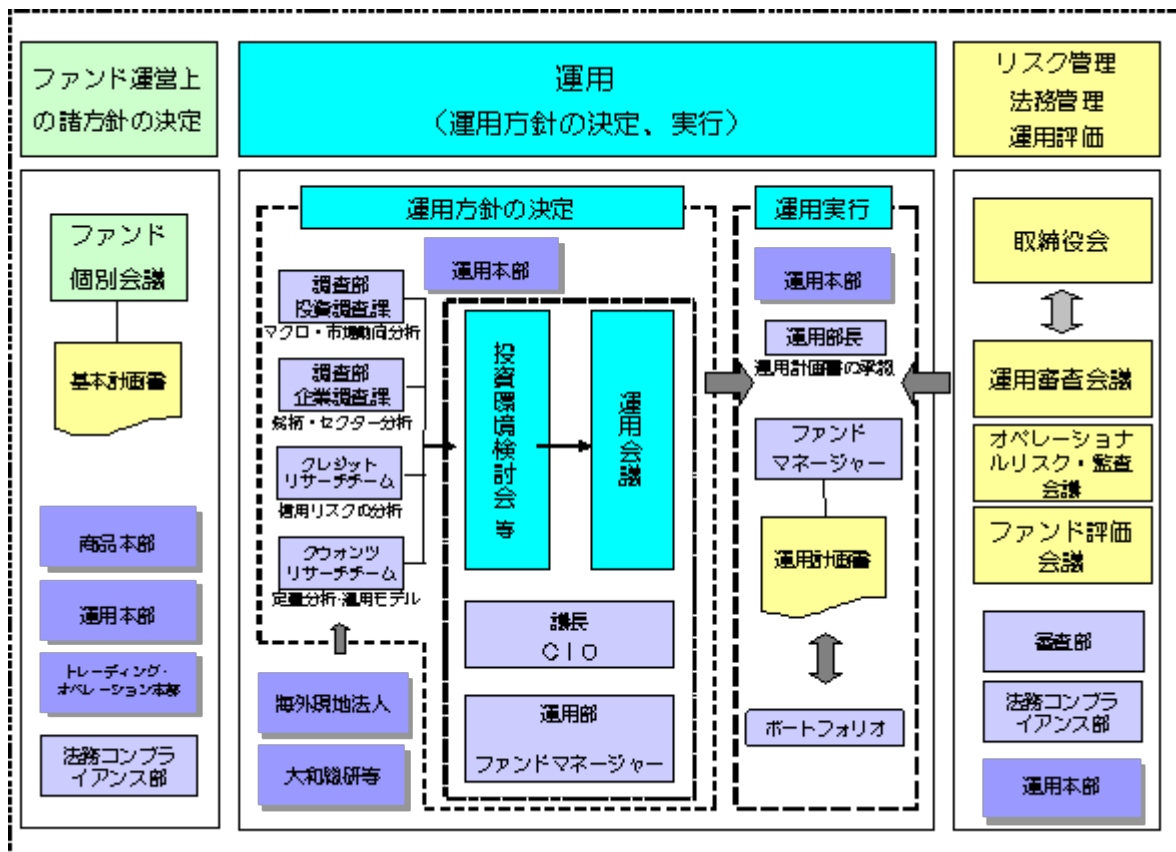 ファンド運営上
の諸方針の決定
運用
（運用方針の決定、実行）
リスク管理
法務管理
運用評価
ファンド
個別会議
基本計画書
商品本部
運用本部
トレーディング・
オペレーション本部
法務コンプラ
イアンス部
運用方針の決定
運用本部
調査部
投資調査課
マクロ・市場動向分析
調査部
企業調査課
銘柄・セクター分析
クレジット
リサーチチーム
信用リスクの分析
クウォンツ
リサーチチーム
定量分析・運用モデル
海外現地法人
大和総研等
投資環境検討会 等
運用会議
議長
ＣＩＯ
運用部
ファンドマネージャー
運用実行
運用本部
運用部長
運用計画書の承認
ファンド
マネージャー
運用計画書
ポートフォリオ
取締役会
運用審査会議
オペレーショナ
ルリスク・監査
会議
ファンド評価
会議
審査部
法務コンプラ
イアンス部
運用本部